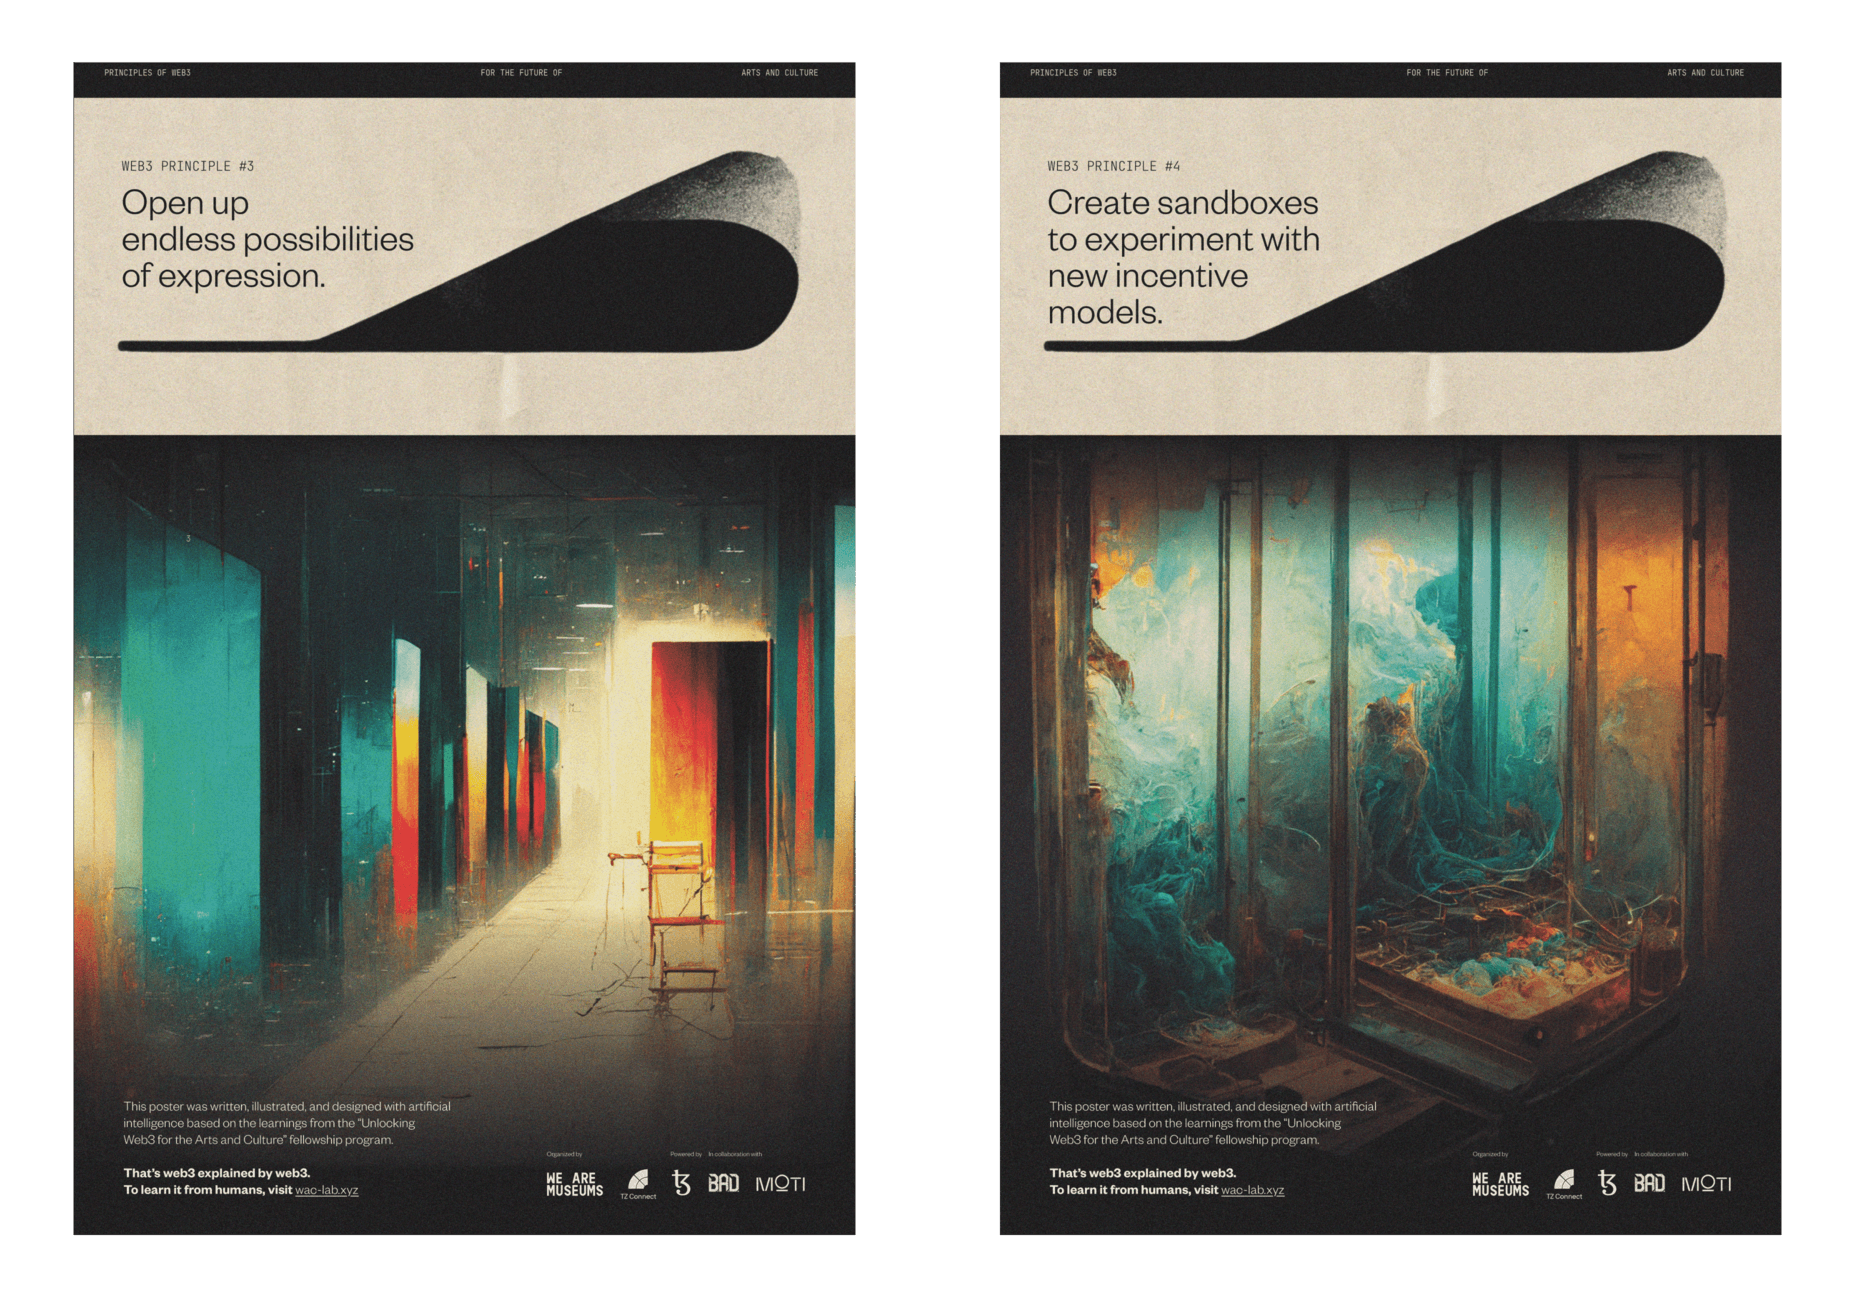 PRINCIPLES OF WEB3
FOR THE FUTURE OF
ARTS AND CULTURE
WEB3 PRINCIPLE #3
Open up
endless possibilities
of expression.
3
This poster was written, illustrated, and designed with artificial
intelligence based on the learnings from the "Unlocking
Web3 for the Arts and Culture" fellowship program.
That's web3 explained by web3.
To learn it from humans, visit wac-lab.xyz
Organized by
Powered by
In collaboration with
WE ARE
MUSEUMS
TZ Connect
BAD
MOTI
PRINCIPLES OF WEB3
FOR THE FUTURE OF
ARTS AND CULTURE
WEB3 PRINCIPLE #4
Create sandboxes
to experiment with
new incentive
models.
This poster was written, illustrated, and designed with artificial
intelligence based on the learnings from the "Unlocking
Web3 for the Arts and Culture" fellowship program.
That's web3 explained by web3.
To learn it from humans, visit wac-lab.xyz
Organized by
Powered by
In collaboration with
WE ARE
MUSEUMS
TZ Connect
BAD
MOTI